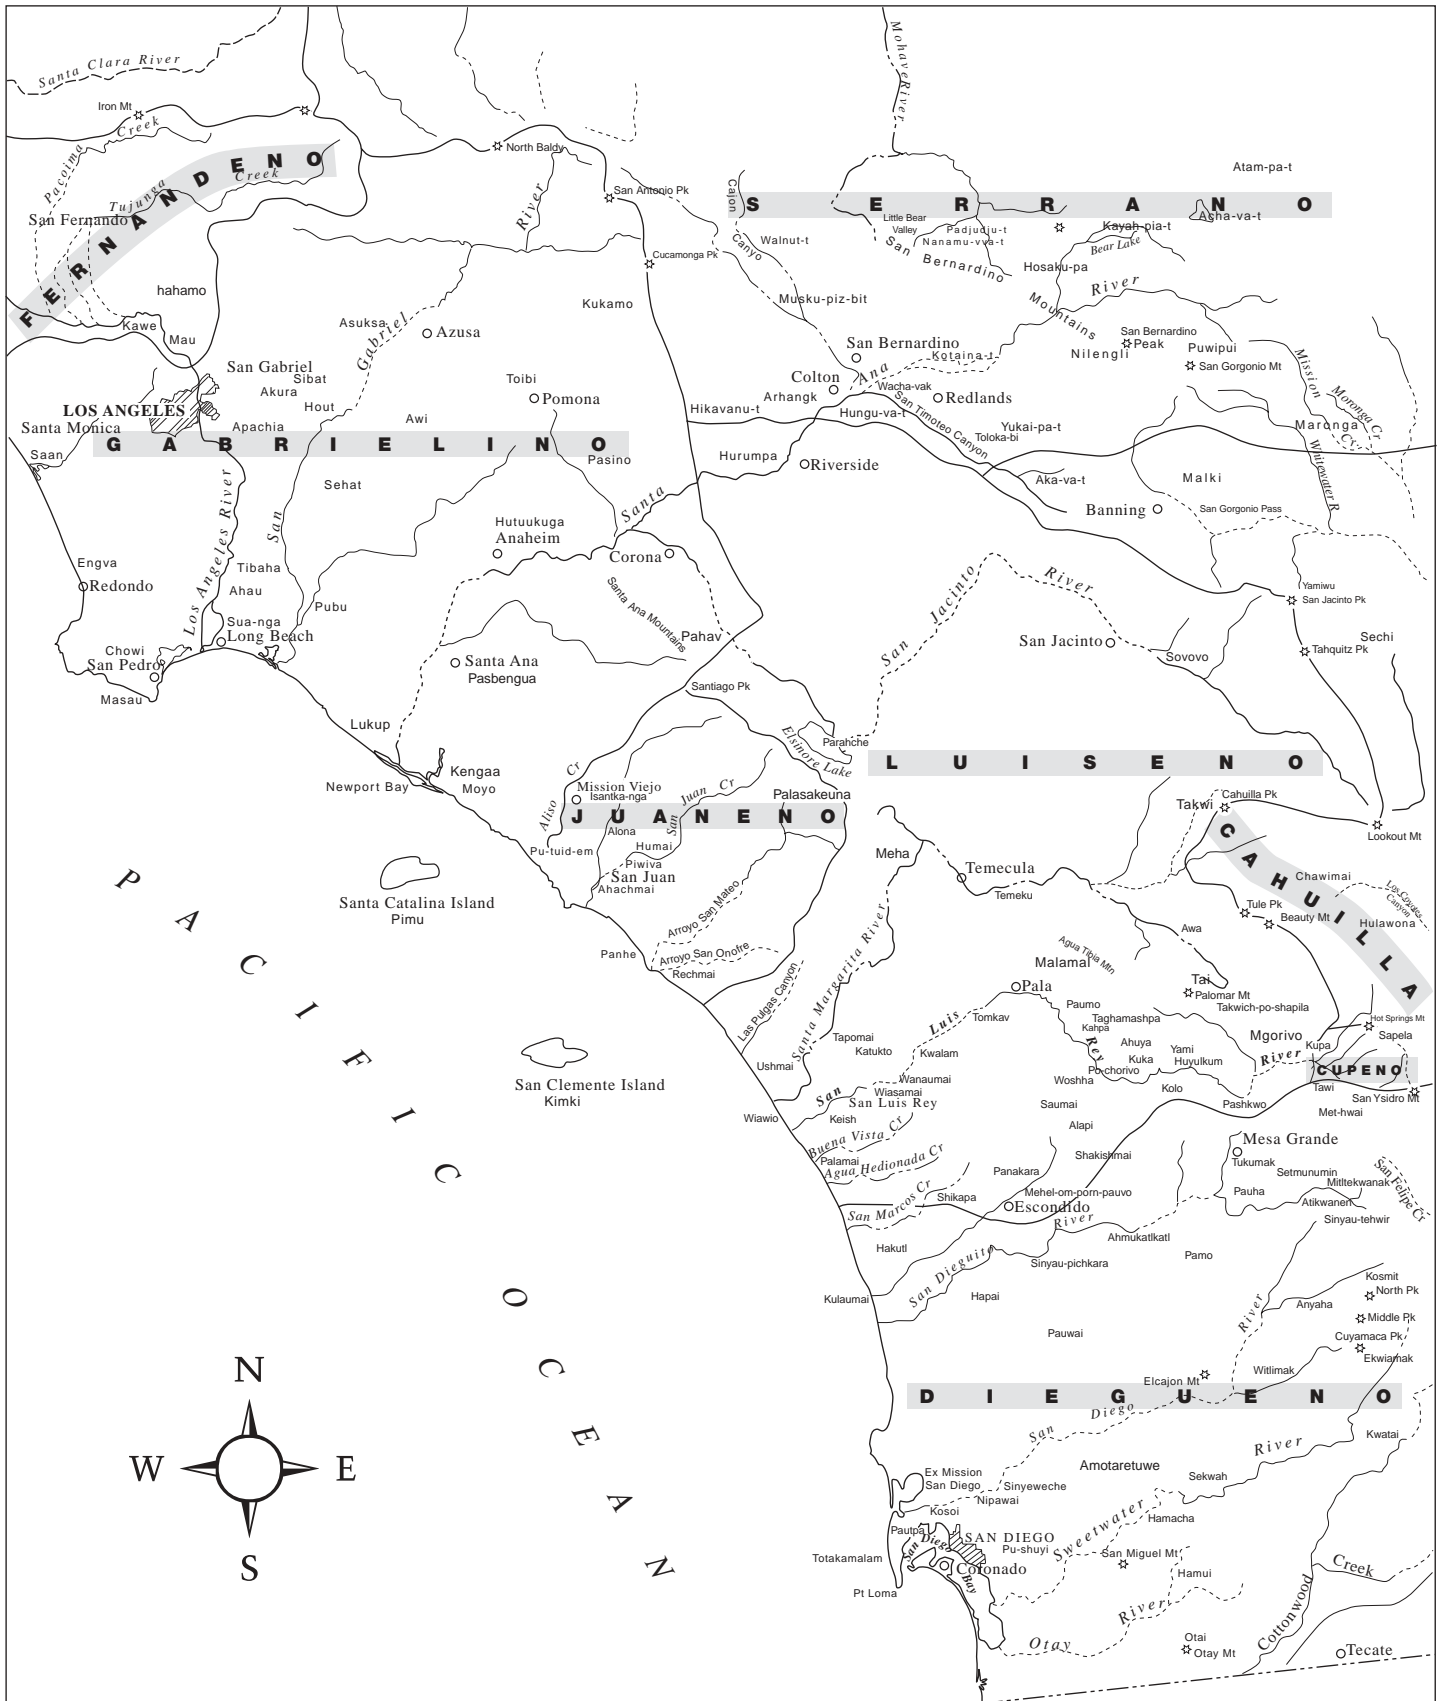 Santa Clara River
Iron Mt
Creek
Pacoima
Tujunga
Creek
FERNANDENO
San Fernando
hahamo
Kawe
Mau
North Baldy
River
San Antonio Pk
Cucamonga Pk
Kukamo
Mohave River
Cajon
Canyo
SERRANO
Atam-pa-t
Acha-va-t
Kayah-pia-t
Bear Lake
Little Bear
Valley
Padjudju-t
Nanamu-vva-t
Walnut-t
San Bernardino
Mountains
Hosaku-pa
Musku-piz-bit
River
Asuksa
Azusa
Gabriel
San Gabriel
Sibat
Akura
Hout
Apachia
Awi
Toibi
Pomona
LOS ANGELES
Santa Monica
Saan
GABRIELINO
Pasino
Sehat
San Bernardino
Kotaina-t
Colton
Ana
Arhangk
Wacha-vak
Hikavanu-t
Hungu-va-t
Redlands
San Timoteo Canyon
Yukai-pa-t
Toloka-bi
Hurumpa
Riverside
Aka-va-t
San Bernardino
Peak
Nilengli
Puwipui
San Gorgonio Mt
Mission
Cr
Moronga Cr
Maronga
Whitewater R
Malki
Banning
San Gorgonio Pass
Santa
Hutuukuga
Anaheim
Corona
Santa Ana Mountains
Pahav
Engva
Redondo
Los Angeles River
San
Tibaha
Ahau
Pubu
Sua-nga
Long Beach
Chowi
San Pedro
Masau
Santa Ana
Pasbengua
Santiago Pk
Lukup
Newport Bay
Kengaa
Moyo
San Jacinto River
San Jacinto
Sovovo
Yamiwu
San Jacinto Pk
Sechi
Tahquitz Pk
Parahche
Elsinore Lake
LUISENO
Aliso
Cr
Mission Viejo
Isantka-nga
San Juan Cr
Palasakeuna
JUANENO
Alona
Humai
Pu-tuid-em
Piwiva
San Juan
Ahachmai
Arroyo San Mateo
Arroyo San Onofre
Panhe
Rechmai
Takwi
Cahuilla Pk
Lookout Mt
CAHUILLA
Chawimai
Los Coyotes
Canyon
Hulawona
Tule Pk
Beauty Mt
Meha
Temecula
Temeku
Awa
Agua Tibia Mtn
Malamai
Tai
Palomar Mt
Takwich-po-shapila
Pala
Paumo
Taghamashpa
Tomkav
Kahpa
Ahuya
Mgorivo
Kupa
Hot Springs Mt
Sapela
CUPENO
Tawi
San Ysidro Mt
Met-hwai
Santa Catalina Island
Pimu
San Clemente Island
Kimki
PACIFIC OCEAN
Las Pulgas Canyon
Santa Margarita River
Ushmai
Tapomai
Katukto
Kwalam
Wanaumai
Wiasamai
San Luis Rey
San Luis Rey River
Yami
Huyulkum
Kuka
Po-chorivo
Woshha
Kolo
Pashkwo
Saumai
Alapi
Shakishmai
Wiawio
Keish
Buena Vista Cr
Palamai
Agua Hedionada Cr
San Marcos Cr
Shikapa
Panakara
Mehel-om-porn-pauvo
Escondido
Hakutl
San Dieguito
River
Kulaumai
Hapai
Sinyau-pichkara
Ahmukatlkatl
Pamo
Pauwai
Mesa Grande
Tukumak
Setmunumin
Mitltekwanak
Pauha
Atikwanen
Sinyau-tehwir
San Felipe Cr
Kosmit
North Pk
Anyaha
Middle Pk
River
Cuyamaca Pk
Ekwiamak
Witlimak
Elcajon Mt
DIEGUENO
San Diego
River
Kwatai
Amotaretuwe
Sekwah
Ex Mission
San Diego
Sinyeweche
Nipawai
Kosoi
Pautpa
San Diego
Bay
SAN DIEGO
Pu-shuyi
Totakamalam
Coronado
Pt Loma
Sweetwater
Hamacha
San Miguel Mt
Hamui
Otay River
Otai
Otay Mt
Cottonwood
Creek
Tecate
N
W
E
S